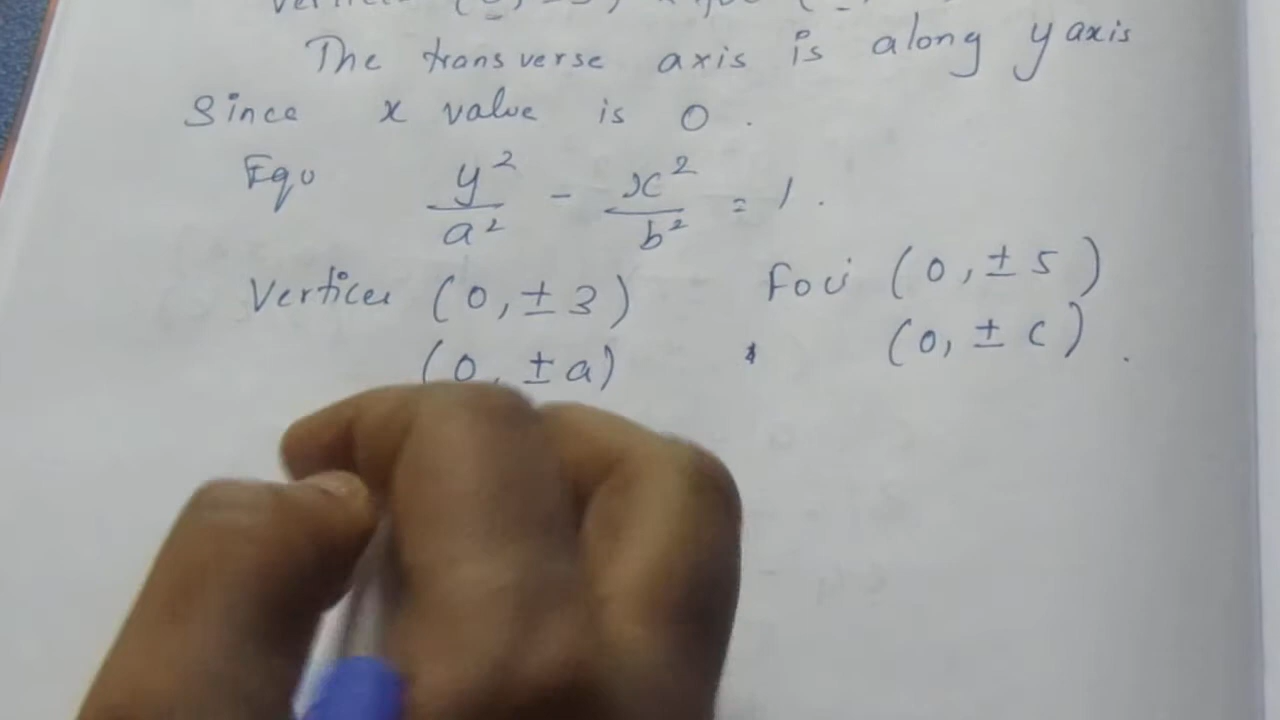 The transverse axis is along y axis
Since x value is 0.
Equ y²/a² - x²/b² = 1.
Vertices (0, ±3) Foci (0, ±5)
(0, ±a) (0, ±c).